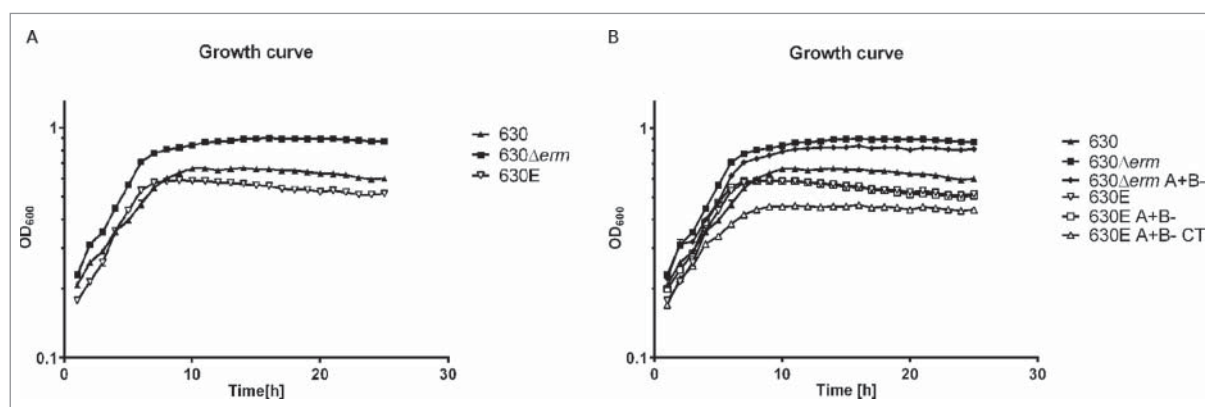 A
Growth curve
OD600
1
0.1
0
10
20
30
Time[h]
630
630Δerm
630E
B
Growth curve
OD600
1
0.1
0
10
20
30
Time [h]
630
630Δerm
630Δerm A+B-
630E
630E A+B-
630E A+B- CT